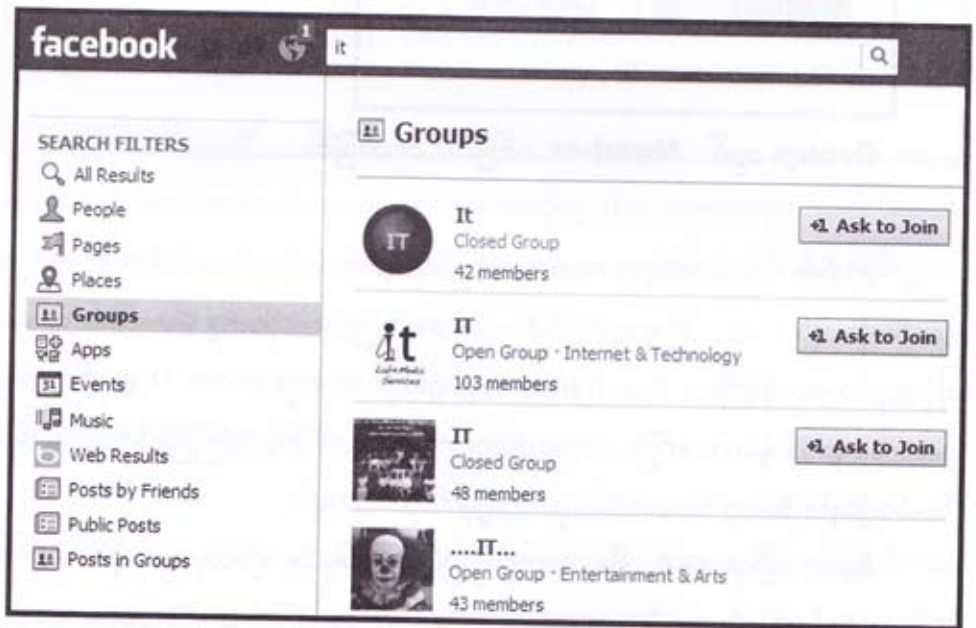 facebook
1
it
SEARCH FILTERS
All Results
People
Pages
Places
Groups
Apps
31 Events
Music
Web Results
Posts by Friends
Public Posts
Posts in Groups
Groups
IT
It
Closed Group
42 members
+1 Ask to Join
it
IT
Open Group · Internet & Technology
103 members
+1 Ask to Join
IT
Closed Group
48 members
+1 Ask to Join
....IT...
Open Group · Entertainment & Arts
43 members